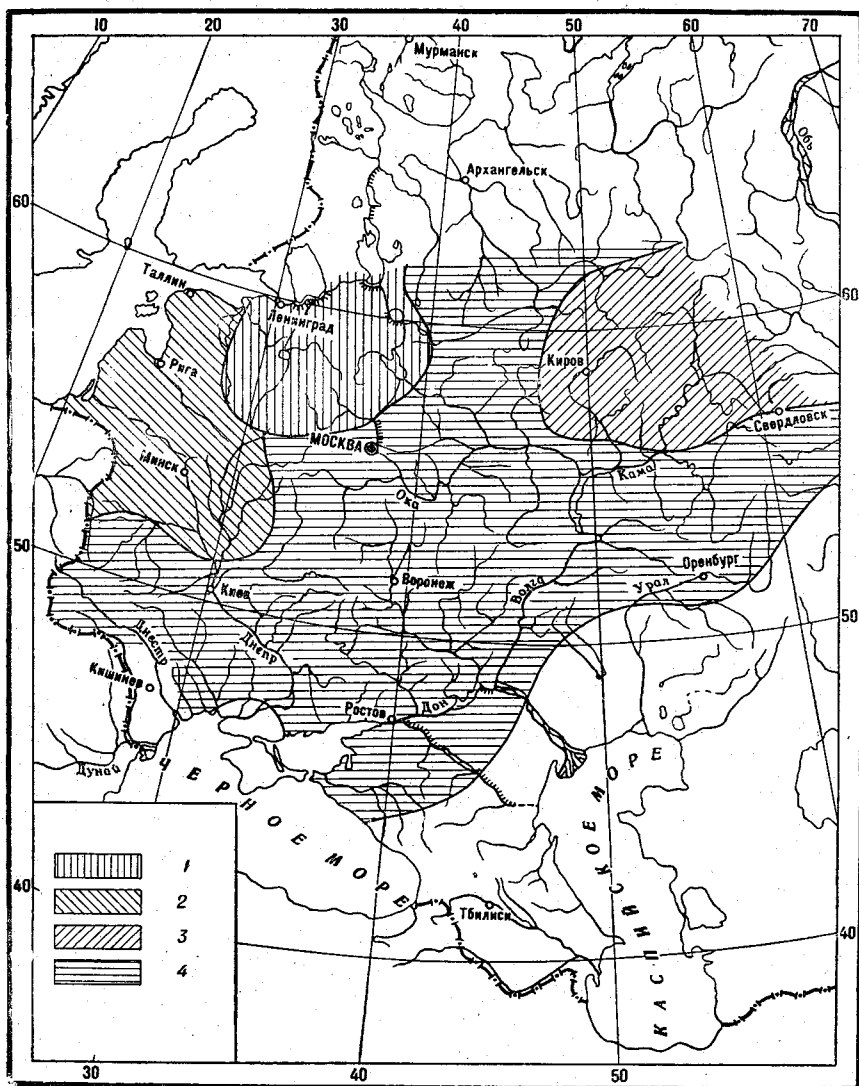 10 20 30 40 50 60 70
Мурманск
Обь
Архангельск
60
Таллин
Ленинград
60
Рига
Киров
Свердловск
МОСКВА
Минск
Кама
Ока
50
Оренбург
Воронеж
Волга
Урал
Киев
50
Днестр
Днепр
Кишинев
Ростов
Дон
Дунай
ЧЕРНОЕ МОРЕ
КАСПИЙСКОЕ МОРЕ
1
2
3
4
40
Тбилиси
40
30 40 50